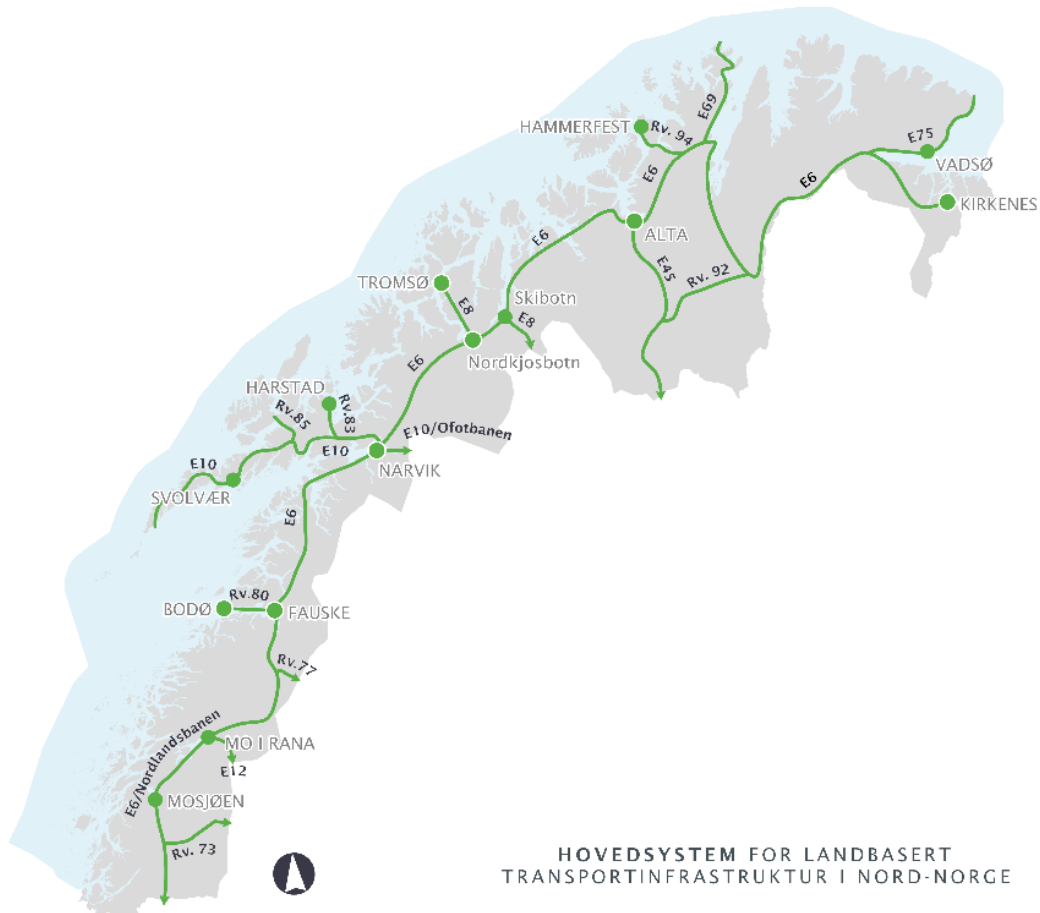 E69
HAMMERFEST
Rv. 94
E75
VADSØ
E6
E6
KIRKENES
ALTA
E6
E45
Rv. 92
TROMSØ
E8
Skibotn
E8
Nordkjosbotn
E6
HARSTAD
Rv.85
Rv.83
E10/Ofotbanen
E10
E10
NARVIK
SVOLVÆR
E6
Rv.80
BODØ
FAUSKE
Rv.77
E6/Nordlandsbanen
MO I RANA
E12
MOSJØEN
Rv. 73
HOVEDSYSTEM FOR LANDBASERT
TRANSPORTINFRASTRUKTUR I NORD-NORGE